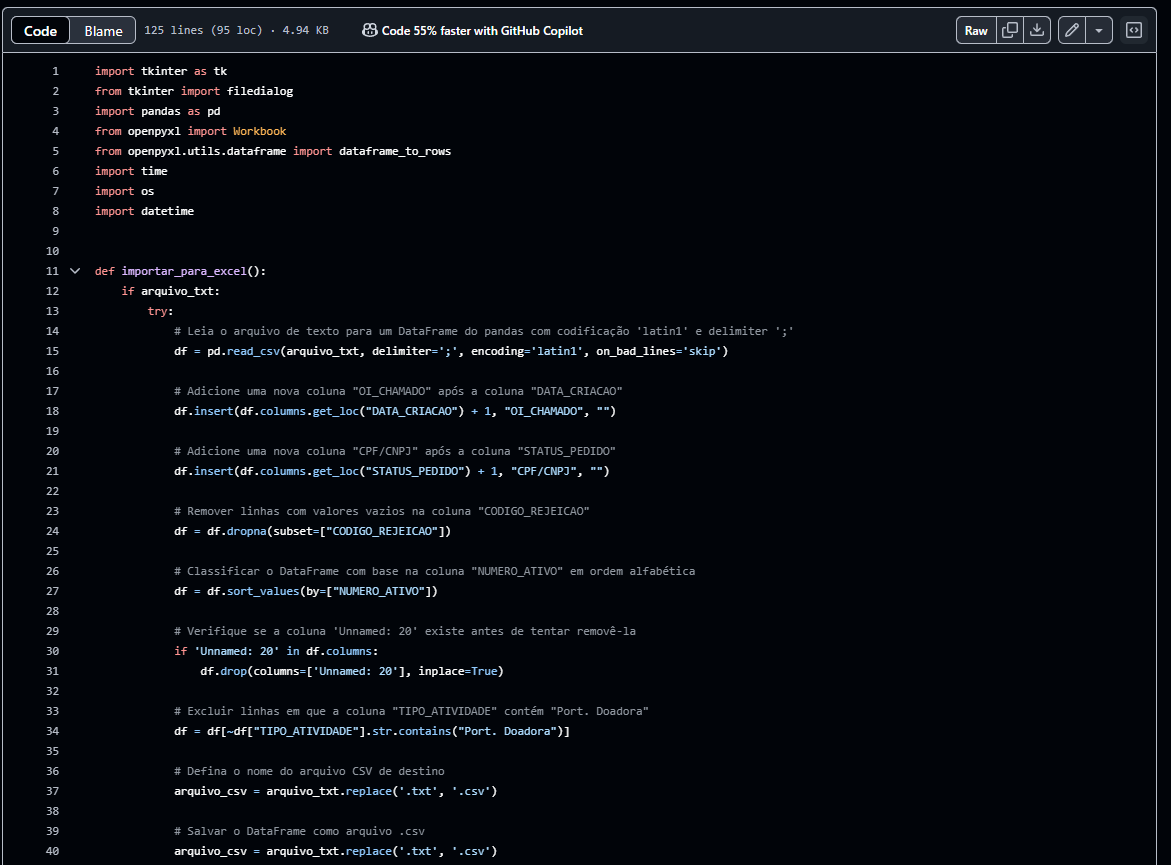 Code Blame 125 lines (95 loc) · 4.94 KB Code 55% faster with GitHub Copilot Raw
1 import tkinter as tk
2 from tkinter import filedialog
3 import pandas as pd
4 from openpyxl import Workbook
5 from openpyxl.utils.dataframe import dataframe_to_rows
6 import time
7 import os
8 import datetime
9
10
11 def importar_para_excel():
12 if arquivo_txt:
13 try:
14 # Leia o arquivo de texto para um DataFrame do pandas com codificação 'latin1' e delimiter ';'
15 df = pd.read_csv(arquivo_txt, delimiter=';', encoding='latin1', on_bad_lines='skip')
16
17 # Adicione uma nova coluna "OI_CHAMADO" após a coluna "DATA_CRIACAO"
18 df.insert(df.columns.get_loc("DATA_CRIACAO") + 1, "OI_CHAMADO", "")
19
20 # Adicione uma nova coluna "CPF/CNPJ" após a coluna "STATUS_PEDIDO"
21 df.insert(df.columns.get_loc("STATUS_PEDIDO") + 1, "CPF/CNPJ", "")
22
23 # Remover linhas com valores vazios na coluna "CODIGO_REJEICAO"
24 df = df.dropna(subset=["CODIGO_REJEICAO"])
25
26 # Classificar o DataFrame com base na coluna "NUMERO_ATIVO" em ordem alfabética
27 df = df.sort_values(by=["NUMERO_ATIVO"])
28
29 # Verifique se a coluna 'Unnamed: 20' existe antes de tentar removê-la
30 if 'Unnamed: 20' in df.columns:
31 df.drop(columns=['Unnamed: 20'], inplace=True)
32
33 # Excluir linhas em que a coluna "TIPO_ATIVIDADE" contém "Port. Doadora"
34 df = df[~df["TIPO_ATIVIDADE"].str.contains("Port. Doadora")]
35
36 # Defina o nome do arquivo CSV de destino
37 arquivo_csv = arquivo_txt.replace('.txt', '.csv')
38
39 # Salvar o DataFrame como arquivo .csv
40 arquivo_csv = arquivo_txt.replace('.txt', '.csv')